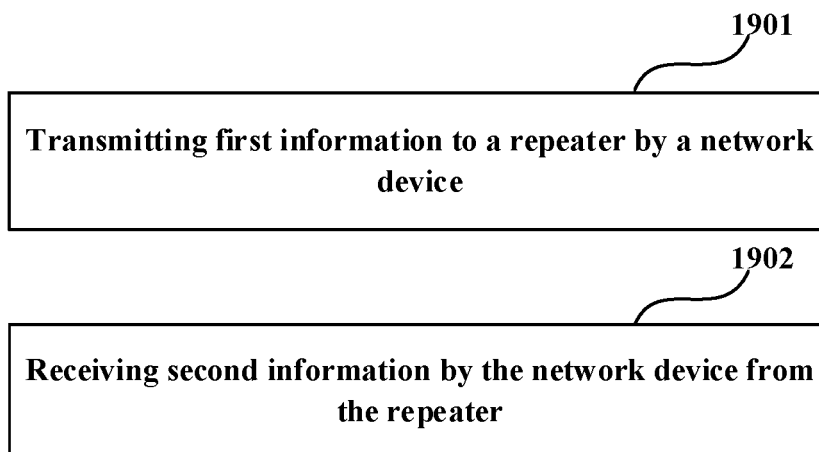 1901
Transmitting first information to a repeater by a network
device
1902
Receiving second information by the network device from
the repeater